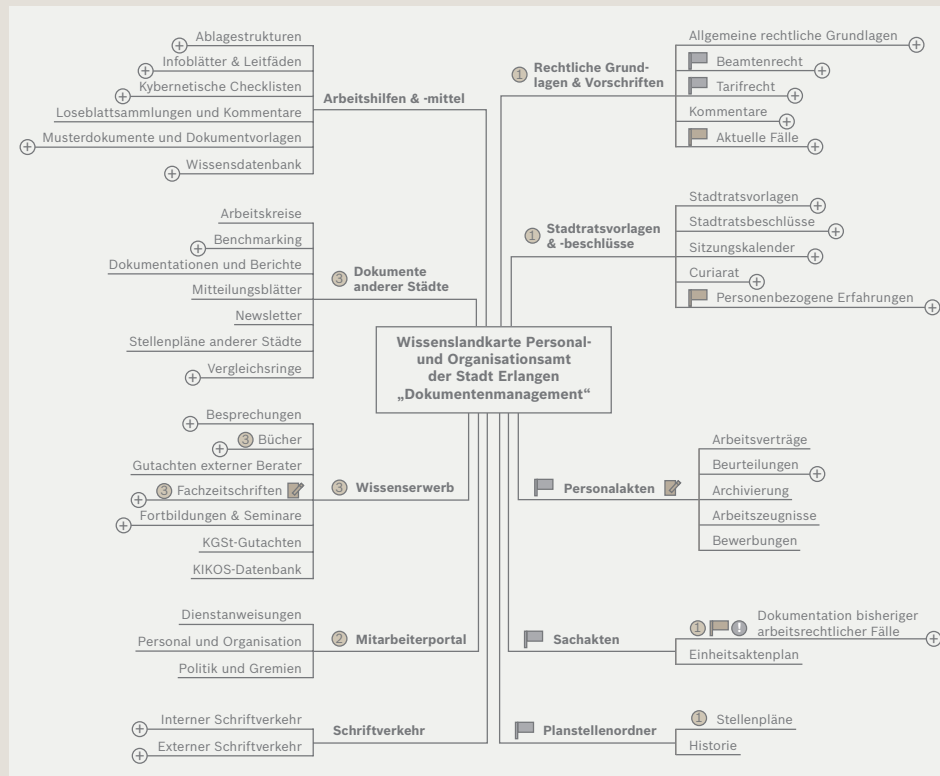 Wissenslandkarte Personal-
und Organisationsamt
der Stadt Erlangen
„Dokumentenmanagement“
Arbeitshilfen & -mittel
Ablagestrukturen
Infoblätter & Leitfäden
Kybernetische Checklisten
Loseblattsammlungen und Kommentare
Musterdokumente und Dokumentvorlagen
Wissensdatenbank
3 Dokumente
anderer Städte
Arbeitskreise
Benchmarking
Dokumentationen und Berichte
Mitteilungsblätter
Newsletter
Stellenpläne anderer Städte
Vergleichsringe
3 Wissenserwerb
Besprechungen
3 Bücher
Gutachten externer Berater
3 Fachzeitschriften
Fortbildungen & Seminare
KGSt-Gutachten
KIKOS-Datenbank
2 Mitarbeiterportal
Dienstanweisungen
Personal und Organisation
Politik und Gremien
Schriftverkehr
Interner Schriftverkehr
Externer Schriftverkehr
1 Rechtliche Grund-
lagen & Vorschriften
Allgemeine rechtliche Grundlagen
Beamtenrecht
Tarifrecht
Kommentare
Aktuelle Fälle
1 Stadtratsvorlagen
& -beschlüsse
Stadtratsvorlagen
Stadtratsbeschlüsse
Sitzungskalender
Curiarat
Personenbezogene Erfahrungen
Personalakten
Arbeitsverträge
Beurteilungen
Archivierung
Arbeitszeugnisse
Bewerbungen
Sachakten
1 ! Dokumentation bisheriger
arbeitsrechtlicher Fälle
Einheitsaktenplan
Planstellenordner
1 Stellenpläne
Historie